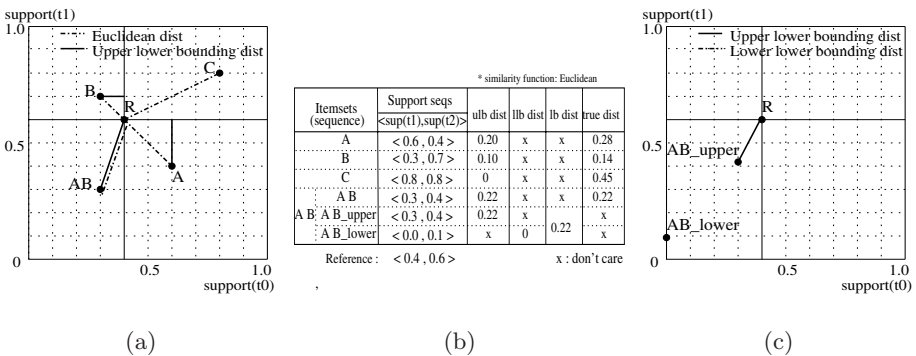 support(t1)
1.0
Euclidean dist
Upper lower bounding dist
C
B
R
0.5
A
AB
0
0.5
1.0
support(t0)
(a)
* similarity function: Euclidean
Itemsets (sequence) Support seqs <sup(t1),sup(t2)> ulb dist llb dist lb dist true dist
A < 0.6 , 0.4 > 0.20 x x 0.28
B < 0.3 , 0.7 > 0.10 x x 0.14
C < 0.8 , 0.8 > 0 x x 0.45
A B < 0.3 , 0.4 > 0.22 x x 0.22
A B A B_upper < 0.3 , 0.4 > 0.22 x 0.22 x
A B_lower < 0.0 , 0.1 > x 0 x
Reference : < 0.4 , 0.6 > x : don't care
,
(b)
support(t1)
1.0
Upper lower bounding dist
Lower lower bounding dist
R
0.5
AB_upper
AB_lower
0
0.5
1.0
support(t0)
(c)